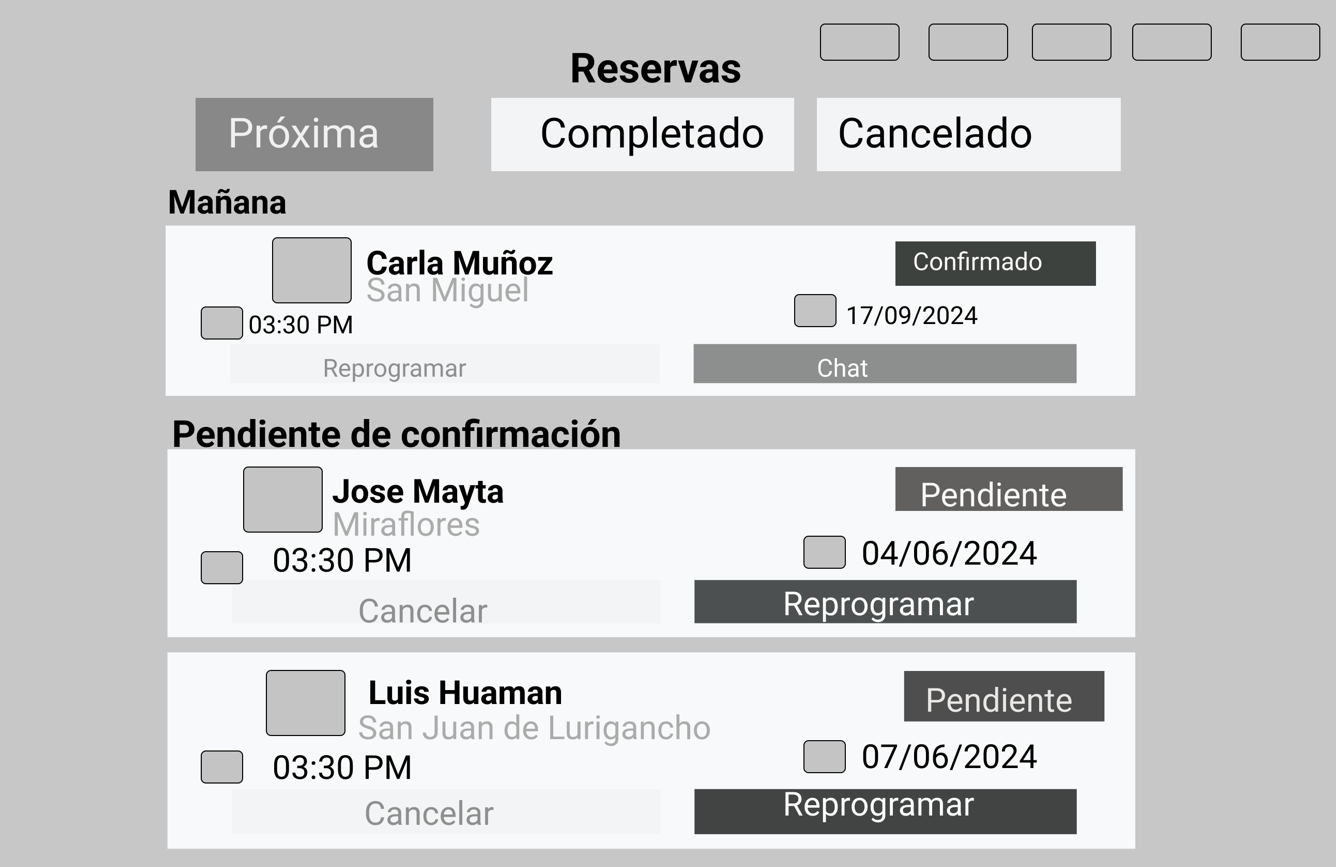 Reservas
Próxima
Completado
Cancelado
Mañana
Carla Muñoz
Confirmado
San Miguel
03:30 PM
17/09/2024
Reprogramar
Chat
Pendiente de confirmación
Jose Mayta
Pendiente
Miraflores
03:30 PM
04/06/2024
Cancelar
Reprogramar
Luis Huaman
Pendiente
San Juan de Lurigancho
03:30 PM
07/06/2024
Cancelar
Reprogramar